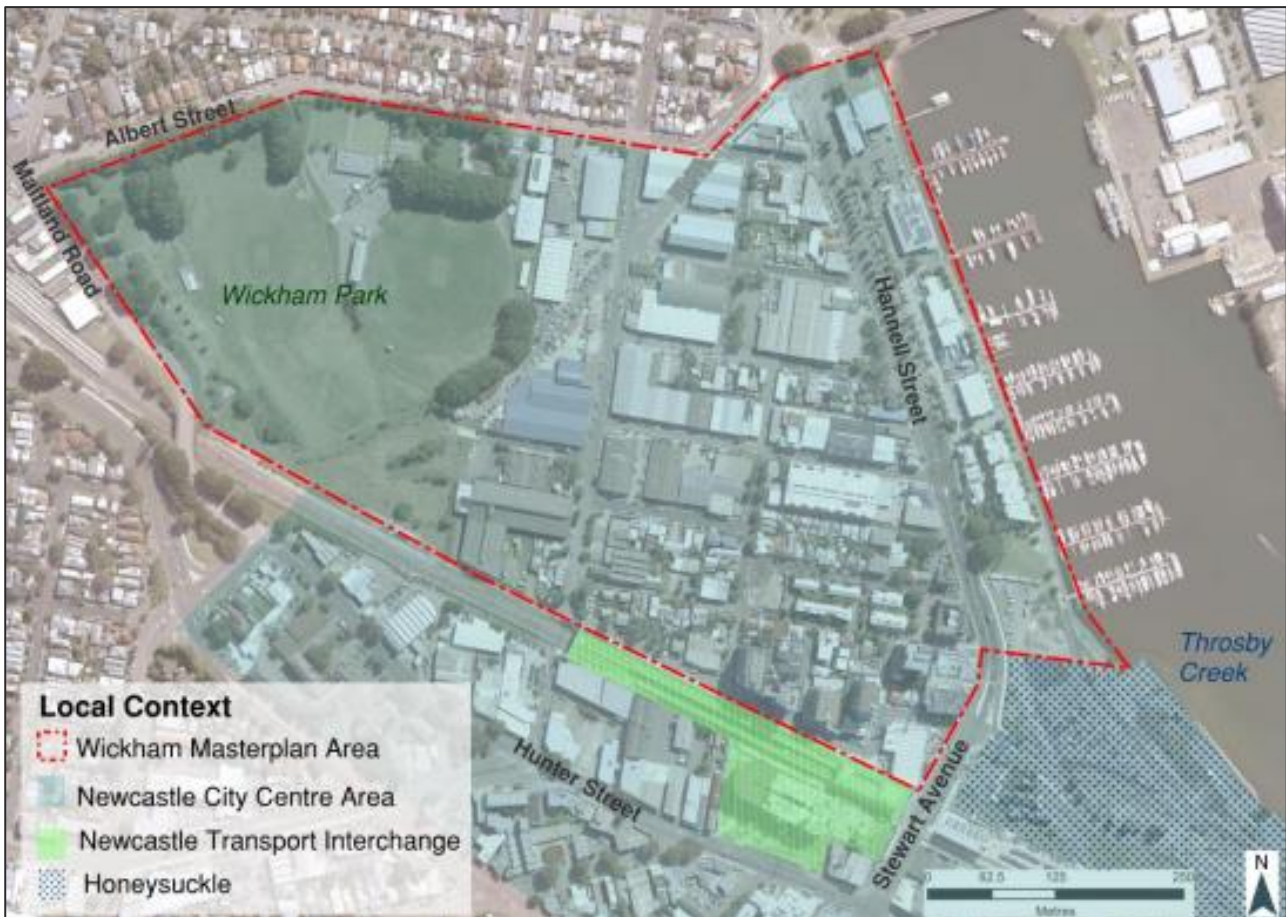 Albert Street
Maitland Road
Wickham Park
Hannell Street
Throsby
Creek
Local Context
Wickham Masterplan Area
Newcastle City Centre Area
Newcastle Transport Interchange
Honeysuckle
Hunter Street
Stewart Avenue
N
0 62.5 125 250
Metres